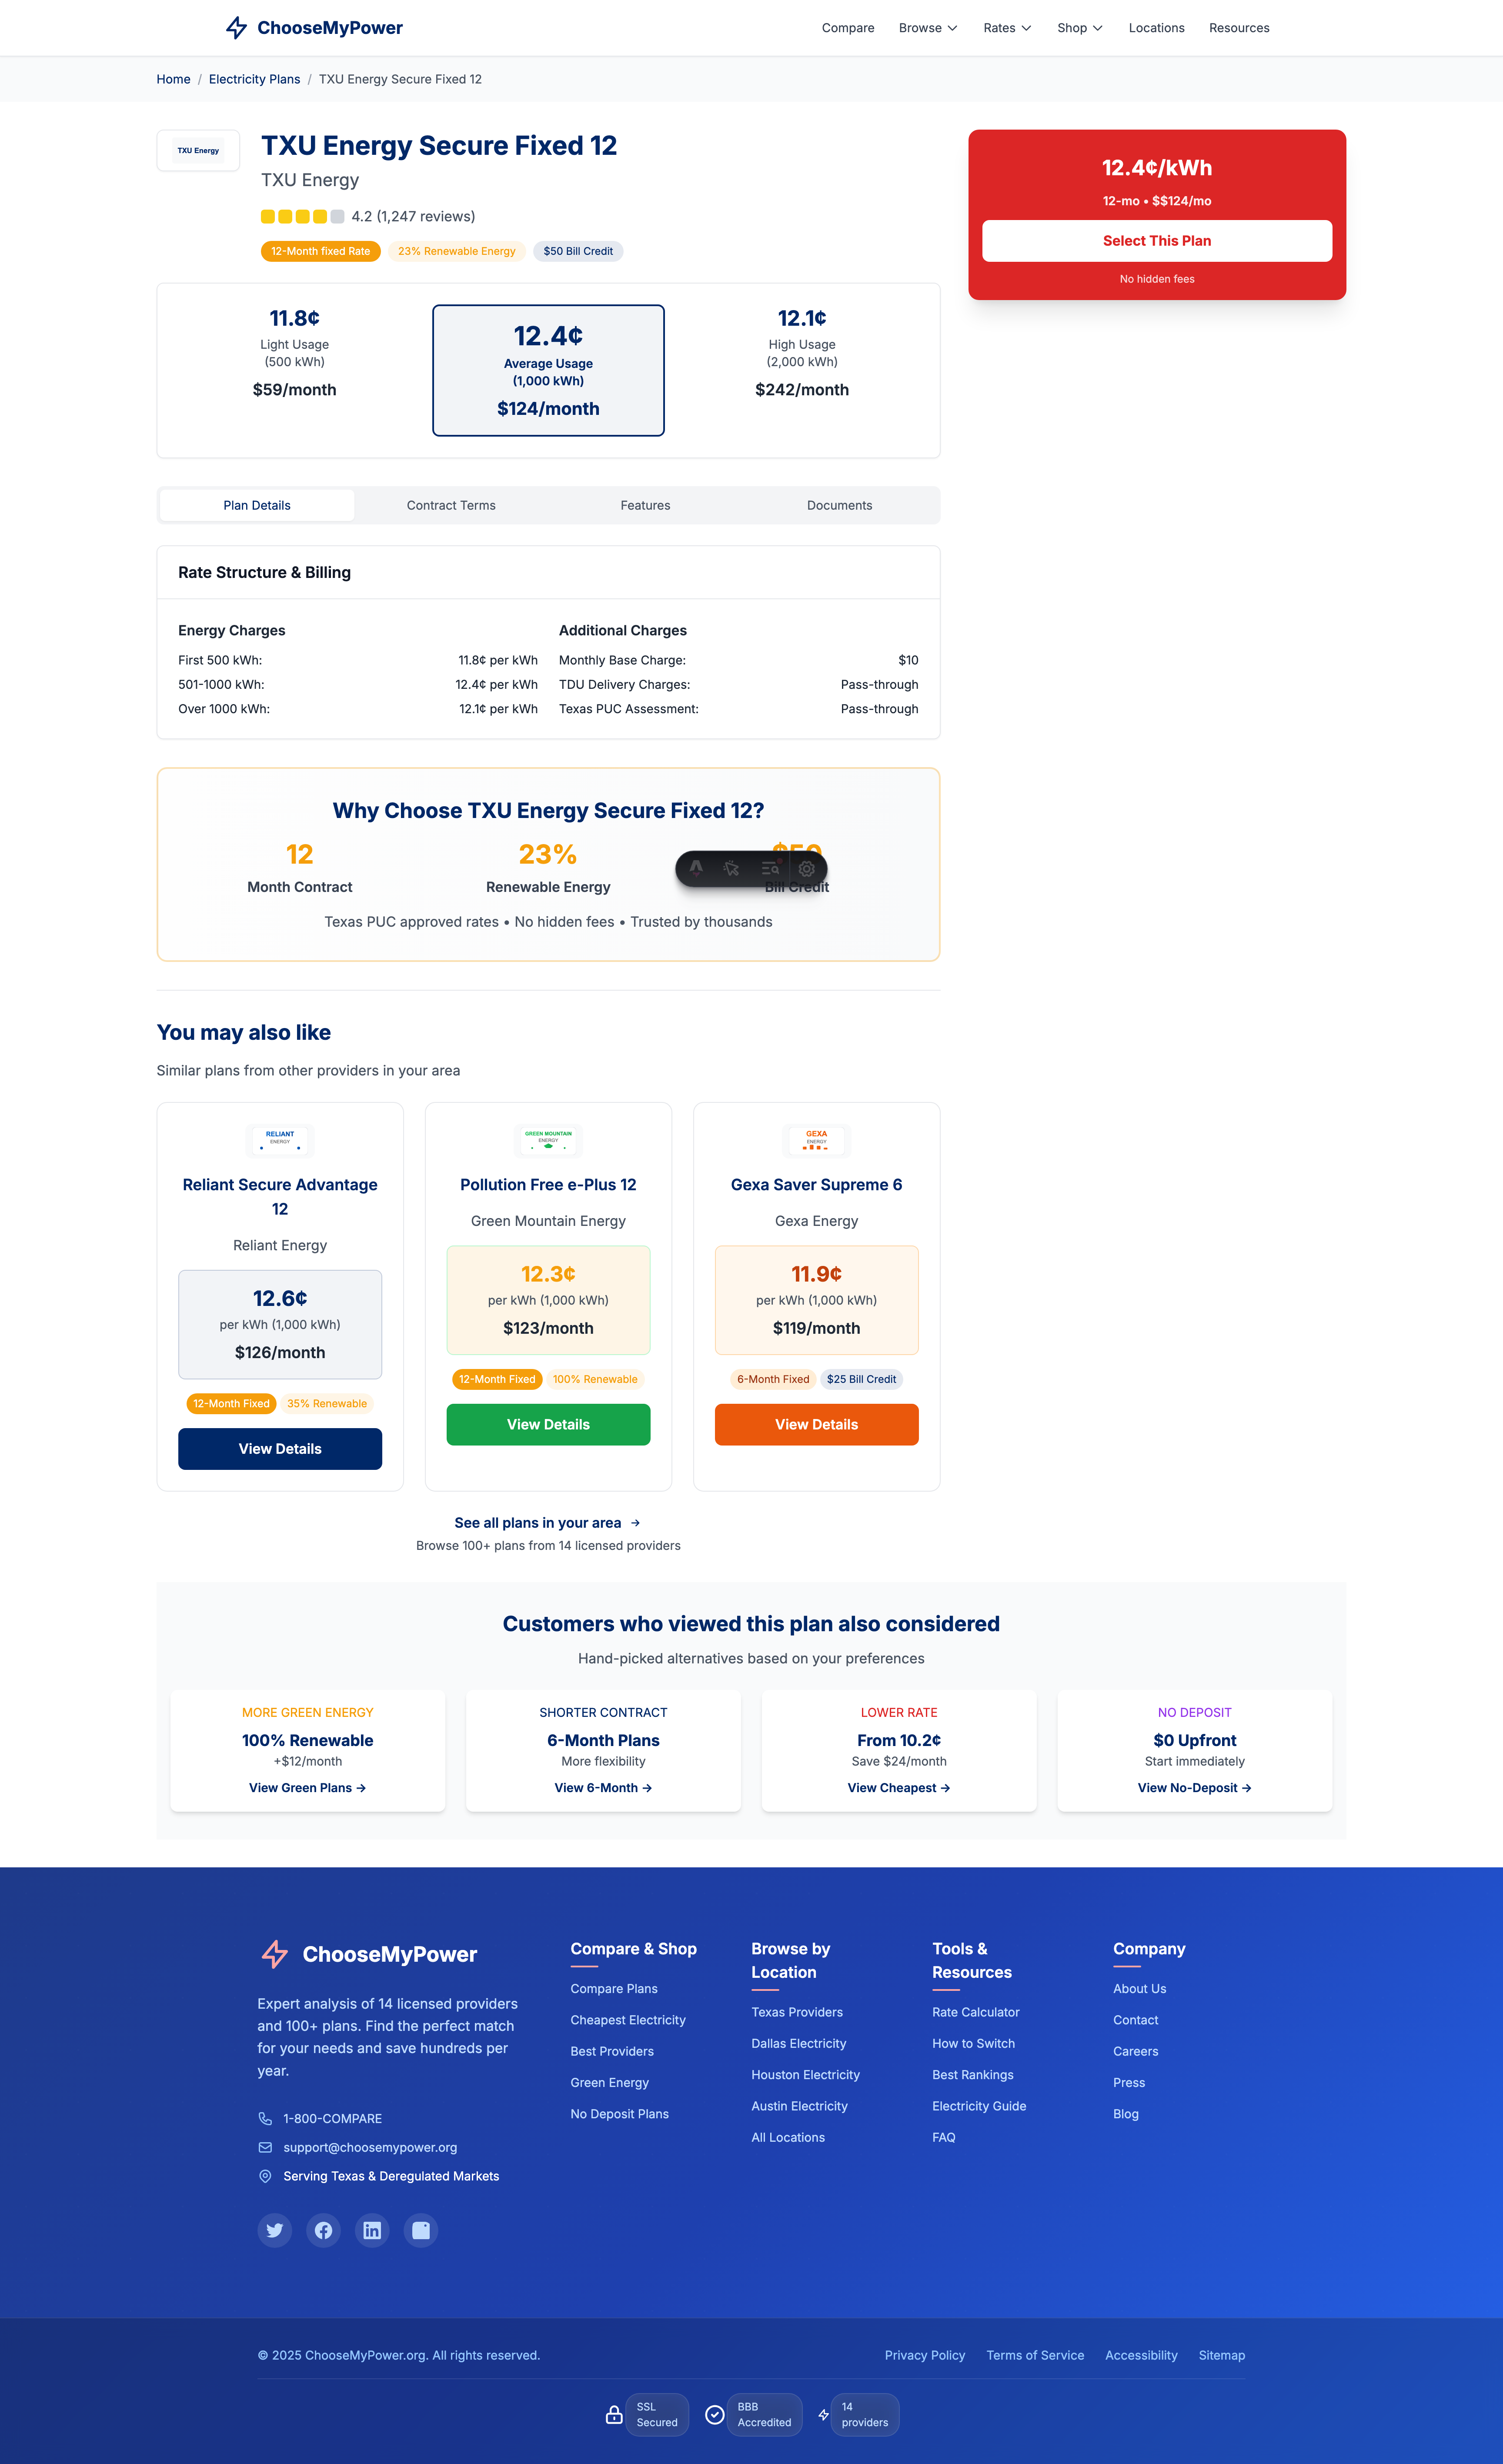 ChooseMyPower
Compare Browse Rates Shop Locations Resources
Home / Electricity Plans / TXU Energy Secure Fixed 12
TXU Energy
TXU Energy Secure Fixed 12
TXU Energy
4.2 (1,247 reviews)
12-Month fixed Rate 23% Renewable Energy $50 Bill Credit
12.4¢/kWh
12-mo • $$124/mo
Select This Plan
No hidden fees
11.8¢
Light Usage
(500 kWh)
$59/month
12.4¢
Average Usage
(1,000 kWh)
$124/month
12.1¢
High Usage
(2,000 kWh)
$242/month
Plan Details Contract Terms Features Documents
Rate Structure & Billing
Energy Charges
First 500 kWh: 11.8¢ per kWh
501-1000 kWh: 12.4¢ per kWh
Over 1000 kWh: 12.1¢ per kWh
Additional Charges
Monthly Base Charge: $10
TDU Delivery Charges: Pass-through
Texas PUC Assessment: Pass-through
Why Choose TXU Energy Secure Fixed 12?
12
Month Contract
23%
Renewable Energy
$50
Bill Credit
Texas PUC approved rates • No hidden fees • Trusted by thousands
You may also like
Similar plans from other providers in your area
RELIANT
ENERGY
Reliant Secure Advantage
12
Reliant Energy
12.6¢
per kWh (1,000 kWh)
$126/month
12-Month Fixed 35% Renewable
View Details
GREEN MOUNTAIN
ENERGY
Pollution Free e-Plus 12
Green Mountain Energy
12.3¢
per kWh (1,000 kWh)
$123/month
12-Month Fixed 100% Renewable
View Details
GEXA
ENERGY
Gexa Saver Supreme 6
Gexa Energy
11.9¢
per kWh (1,000 kWh)
$119/month
6-Month Fixed $25 Bill Credit
View Details
See all plans in your area →
Browse 100+ plans from 14 licensed providers
Customers who viewed this plan also considered
Hand-picked alternatives based on your preferences
MORE GREEN ENERGY
100% Renewable
+$12/month
View Green Plans →
SHORTER CONTRACT
6-Month Plans
More flexibility
View 6-Month →
LOWER RATE
From 10.2¢
Save $24/month
View Cheapest →
NO DEPOSIT
$0 Upfront
Start immediately
View No-Deposit →
ChooseMyPower
Expert analysis of 14 licensed providers
and 100+ plans. Find the perfect match
for your needs and save hundreds per
year.
1-800-COMPARE
support@choosemypower.org
Serving Texas & Deregulated Markets
Compare & Shop
Compare Plans
Cheapest Electricity
Best Providers
Green Energy
No Deposit Plans
Browse by
Location
Texas Providers
Dallas Electricity
Houston Electricity
Austin Electricity
All Locations
Tools &
Resources
Rate Calculator
How to Switch
Best Rankings
Electricity Guide
FAQ
Company
About Us
Contact
Careers
Press
Blog
© 2025 ChooseMyPower.org. All rights reserved.
Privacy Policy Terms of Service Accessibility Sitemap
SSL
Secured
BBB
Accredited
14
providers